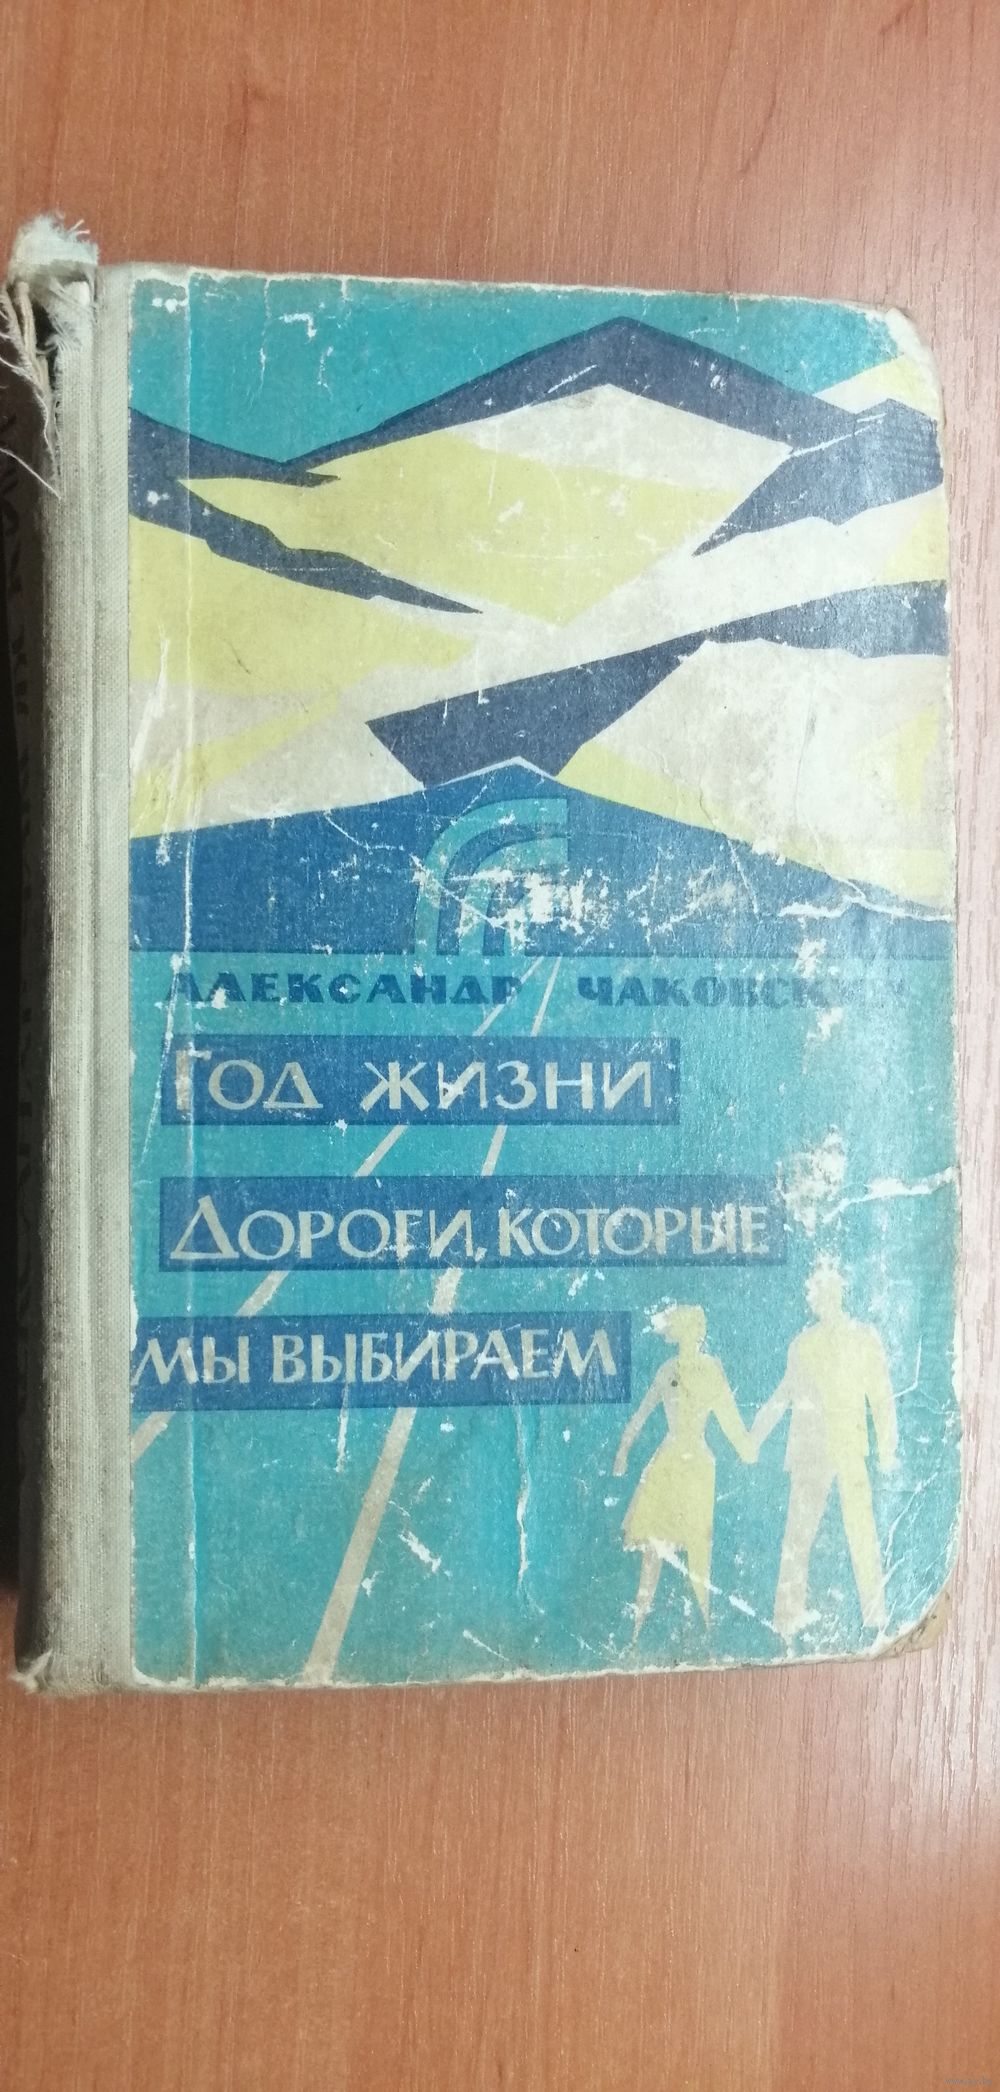 АЛЕКСАНДР ЧАКОВСКИЙ
ГОД ЖИЗНИ
ДОРОГИ, КОТОРЫЕ
МЫ ВЫБИРАЕМ